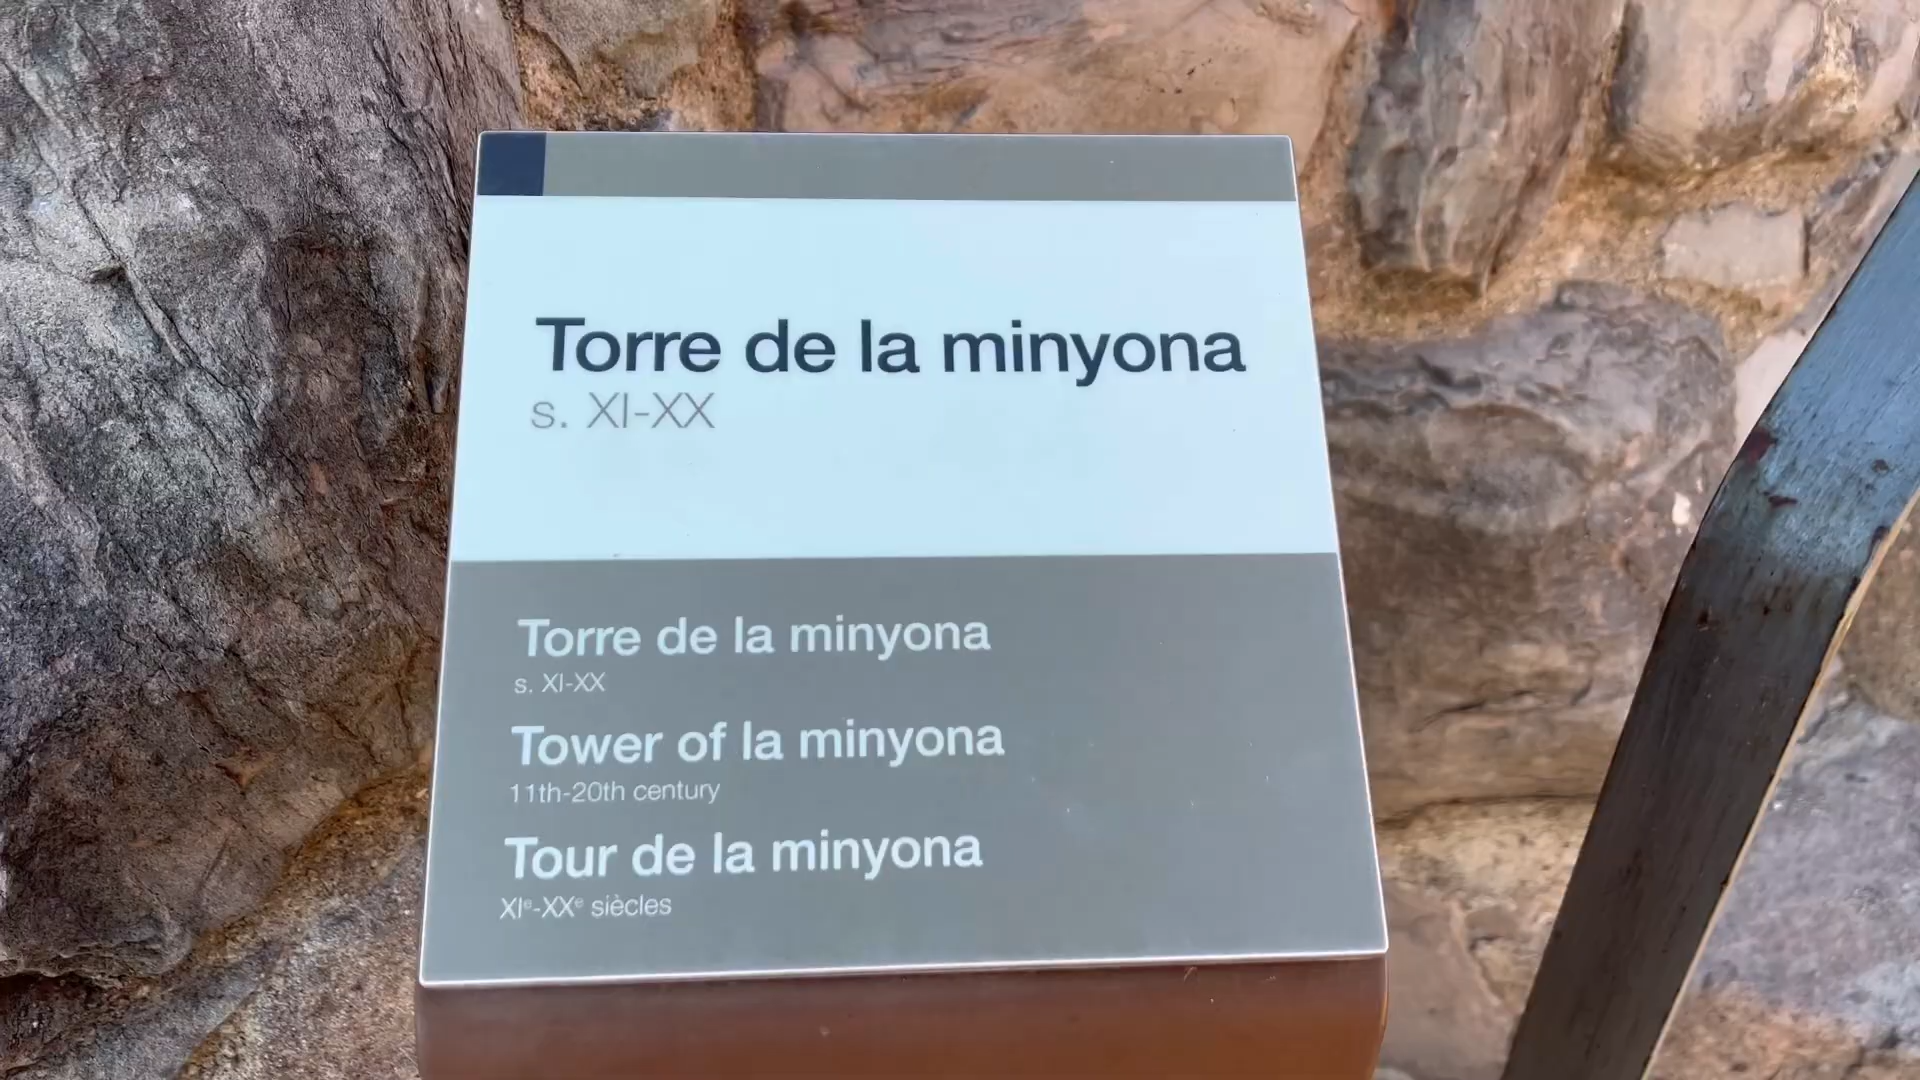 Torre de la minyona
s. XI-XX
Torre de la minyona
s. XI-XX
Tower of la minyona
11th-20th century
Tour de la minyona
XIᵉ-XXᵉ siècles